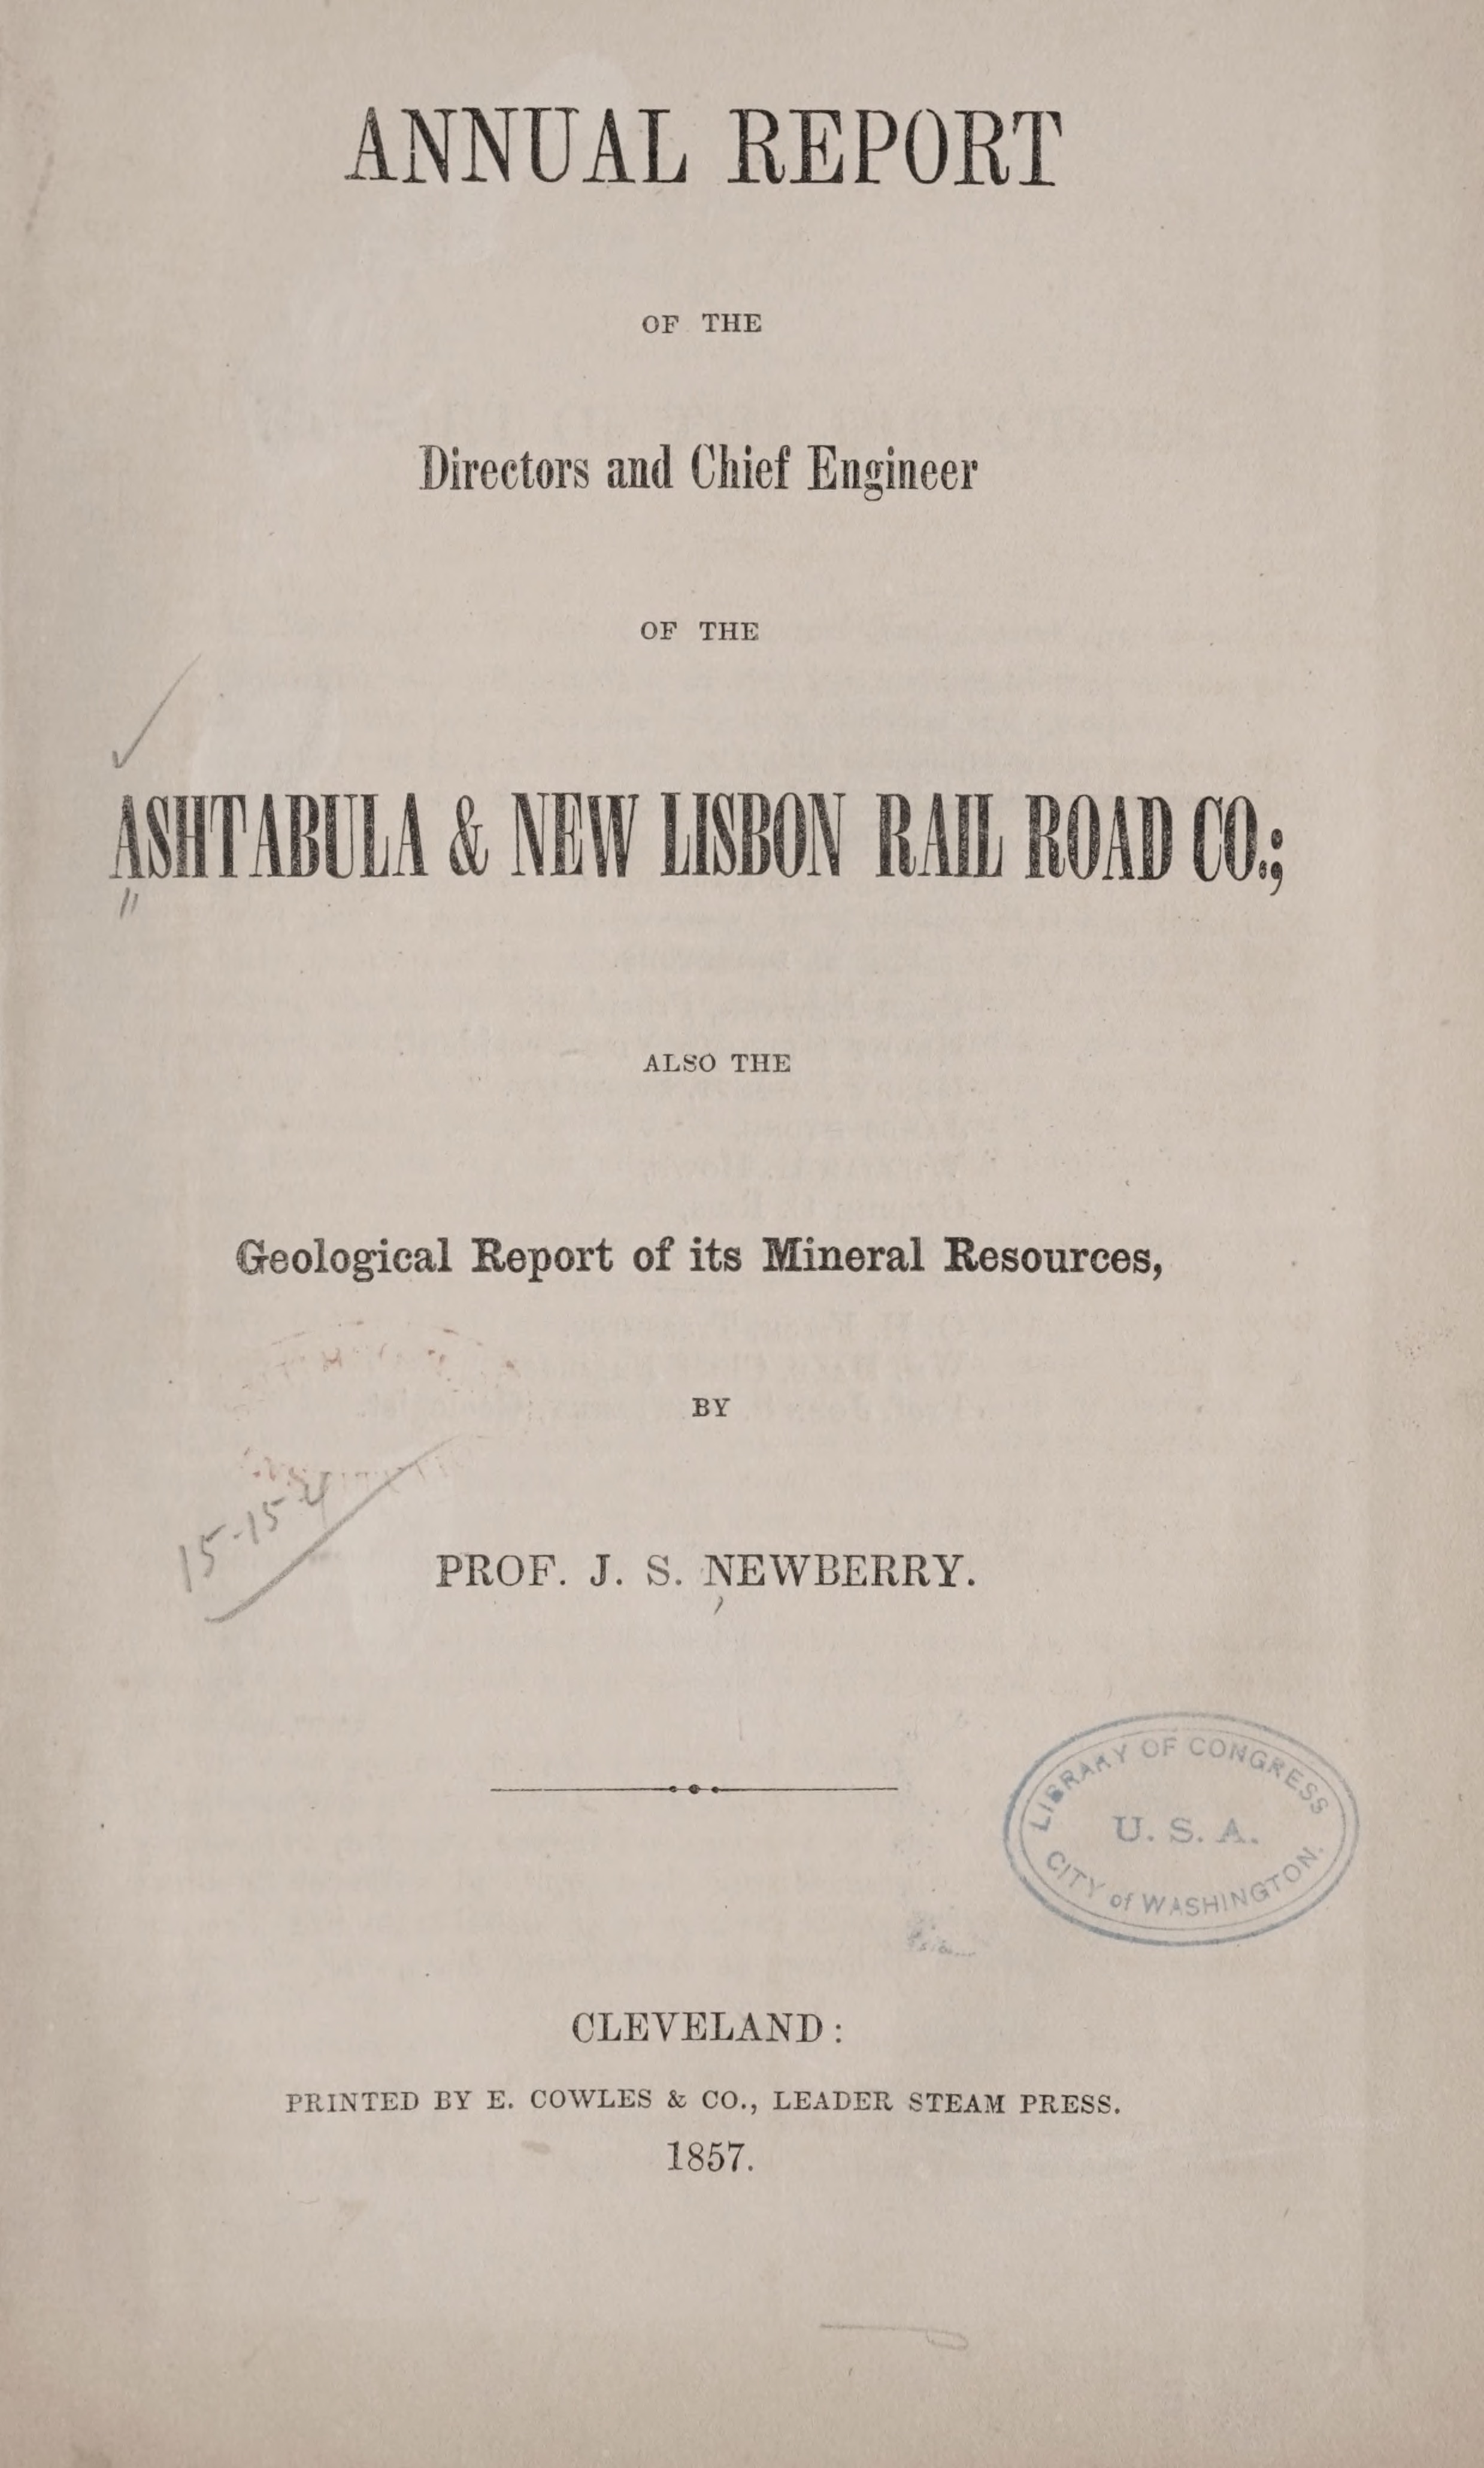 ANNUAL REPORT
OF THE
Directors and Chief Engineer
OF THE
ASHTABULA & NEW LISBON RAIL ROAD CO.;
ALSO THE
Geological Report of its Mineral Resources,
BY
15-15
PROF. J. S. NEWBERRY.
LIBRARY OF CONGRESS
U. S. A.
CITY of WASHINGTON.
CLEVELAND:
PRINTED BY E. COWLES & CO., LEADER STEAM PRESS.
1857.